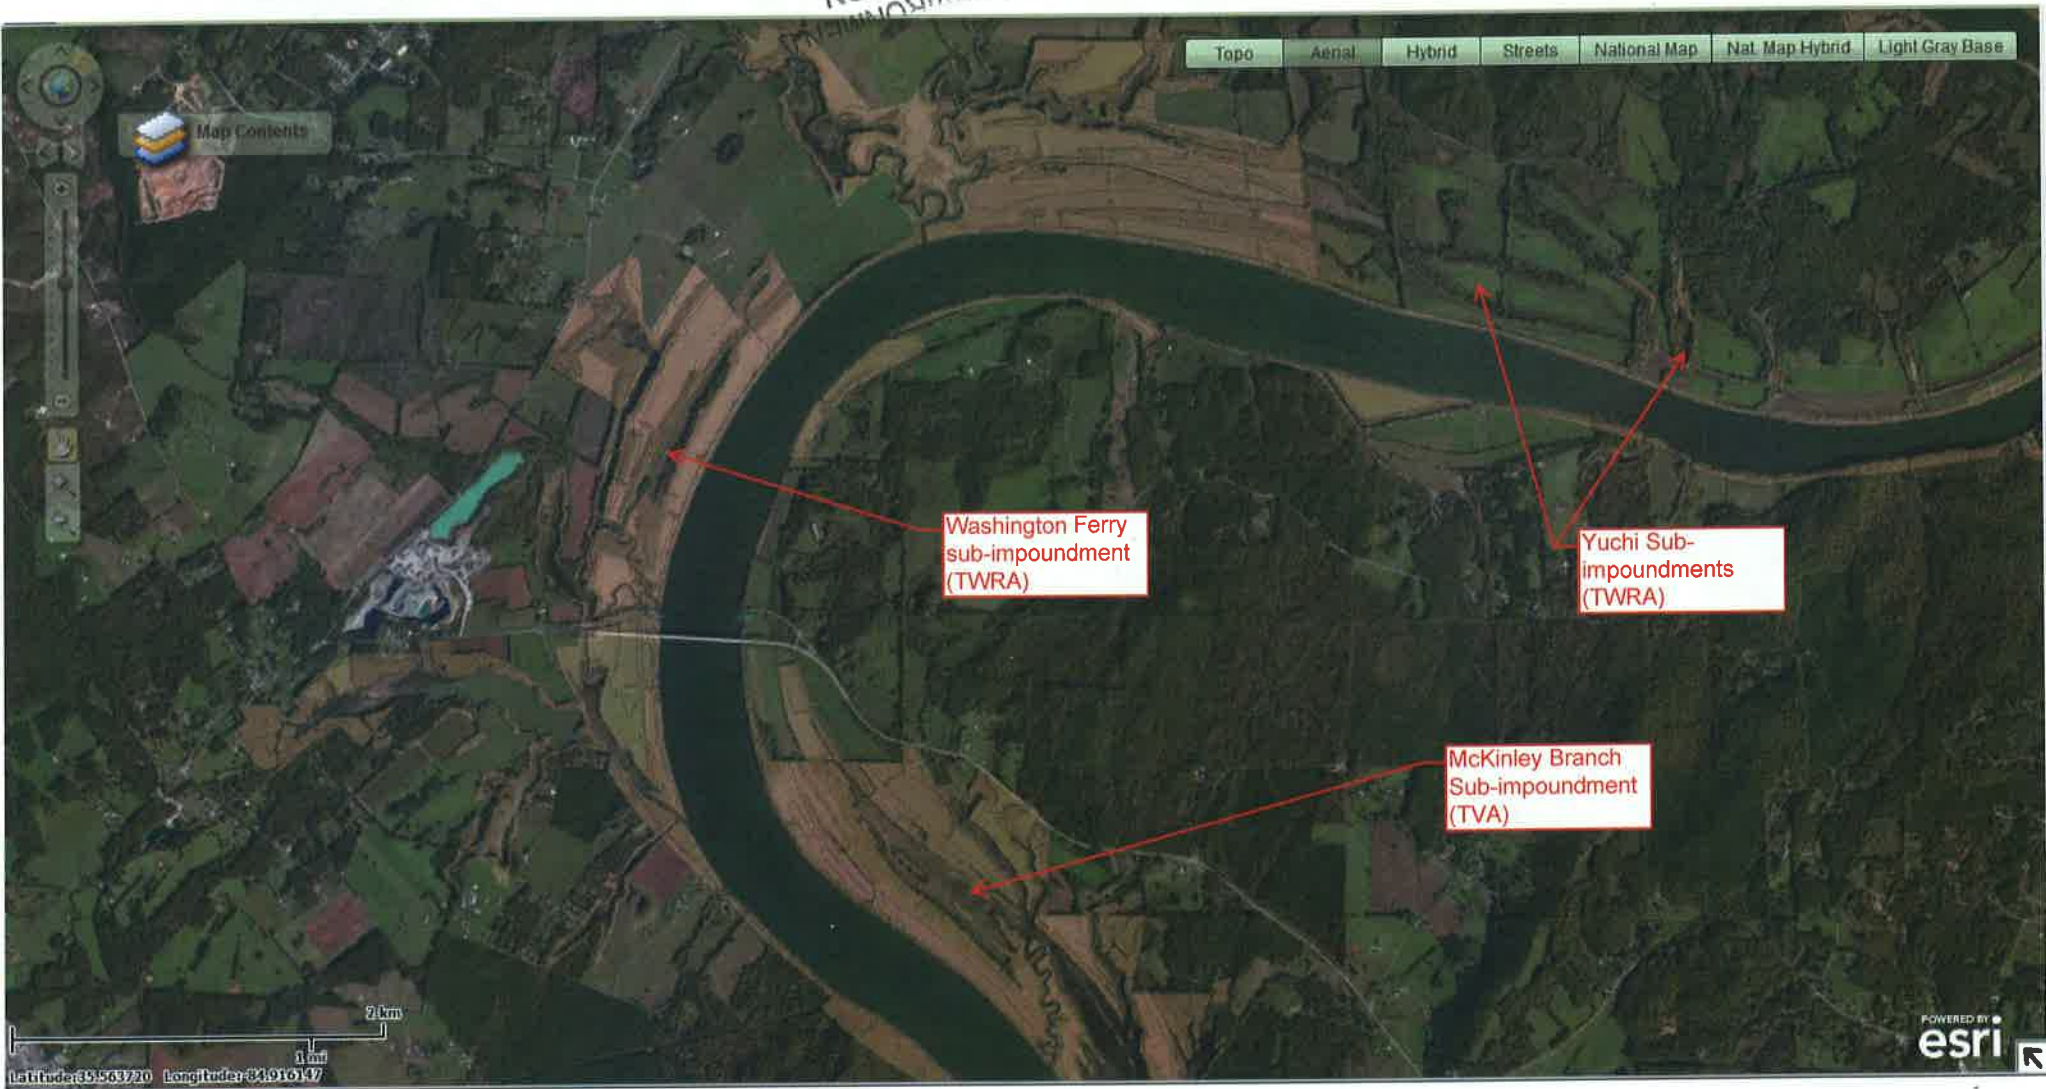 Topo Aerial Hybrid Streets National Map Nat. Map Hybrid Light Gray Base
Map Contents
Washington Ferry
sub-impoundment
(TWRA)
Yuchi Sub-
impoundments
(TWRA)
McKinley Branch
Sub-impoundment
(TVA)
2 km
1 mi
Latitude:35.563720 Longitude:-84.916147
POWERED BY
esri